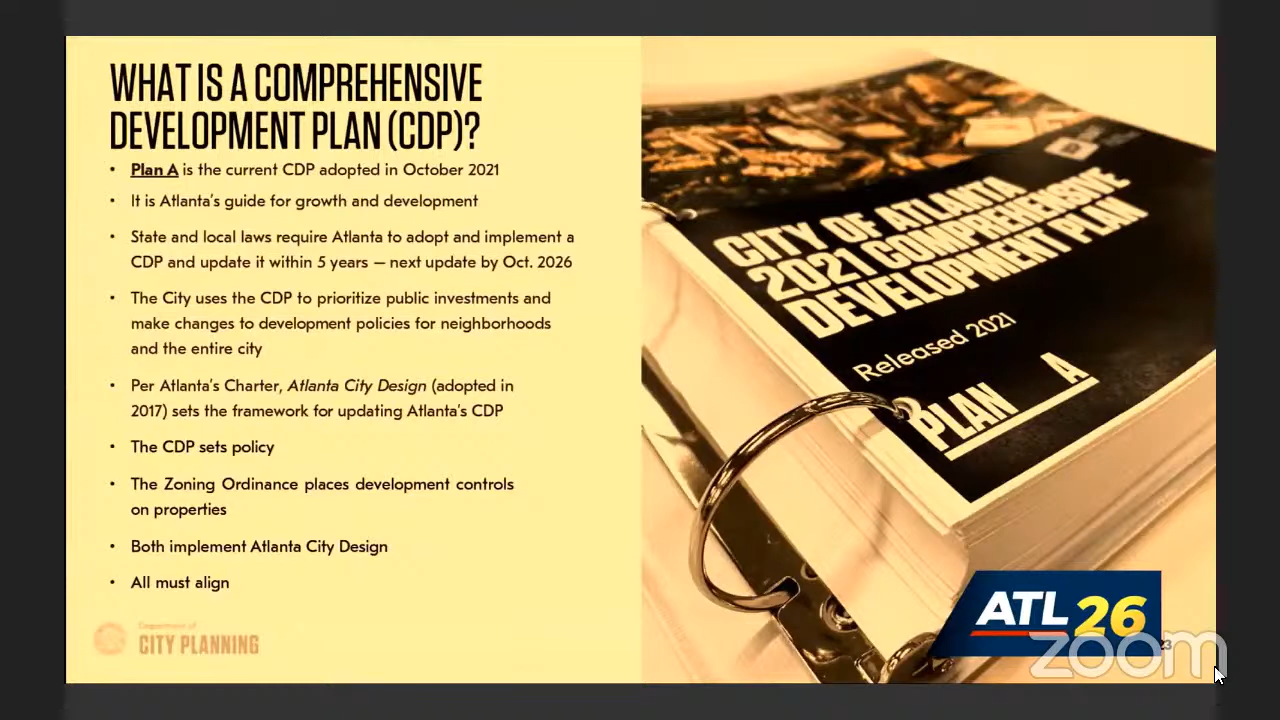 WHAT IS A COMPREHENSIVE
DEVELOPMENT PLAN (CDP)?
• Plan A is the current CDP adopted in October 2021
• It is Atlanta's guide for growth and development
• State and local laws require Atlanta to adopt and implement a
CDP and update it within 5 years – next update by Oct. 2026
• The City uses the CDP to prioritize public investments and
make changes to development policies for neighborhoods
and the entire city
• Per Atlanta's Charter, Atlanta City Design (adopted in
2017) sets the framework for updating Atlanta's CDP
• The CDP sets policy
• The Zoning Ordinance places development controls
on properties
• Both implement Atlanta City Design
• All must align
Department of
CITY PLANNING
CITY OF ATLANTA
2021 COMPREHENSIVE
DEVELOPMENT PLAN
Released 2021
PLAN A
ATL 26
23
zoom